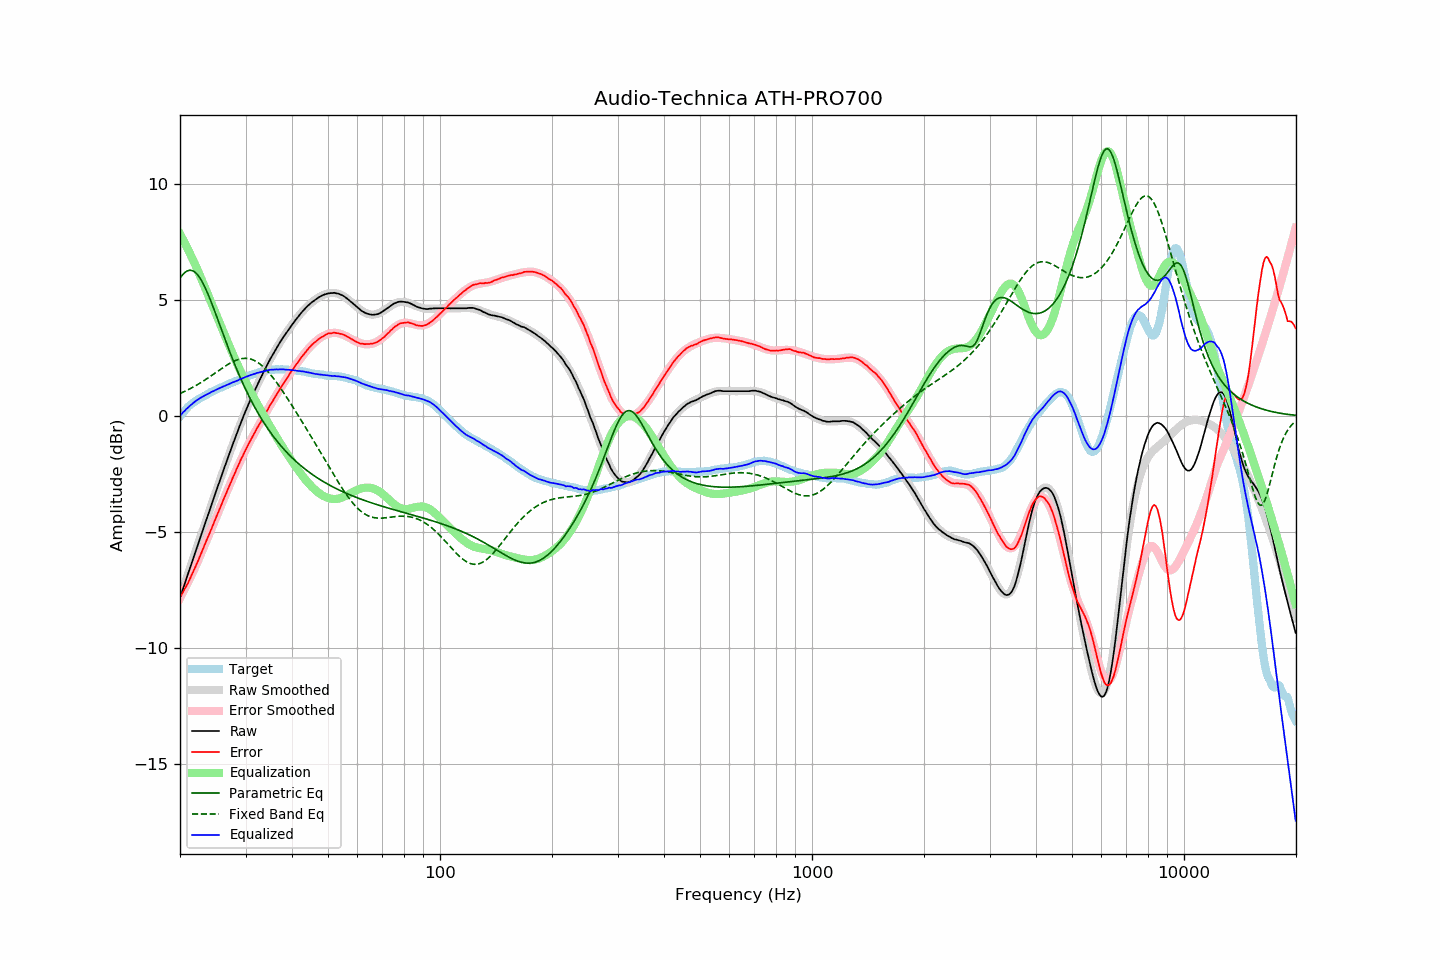 Audio-Technica ATH-PRO700
Amplitude (dBr)
10
5
0
−5
−10
−15
Target
Raw Smoothed
Error Smoothed
Raw
Error
Equalization
Parametric Eq
Fixed Band Eq
Equalized
100
1000
10000
Frequency (Hz)